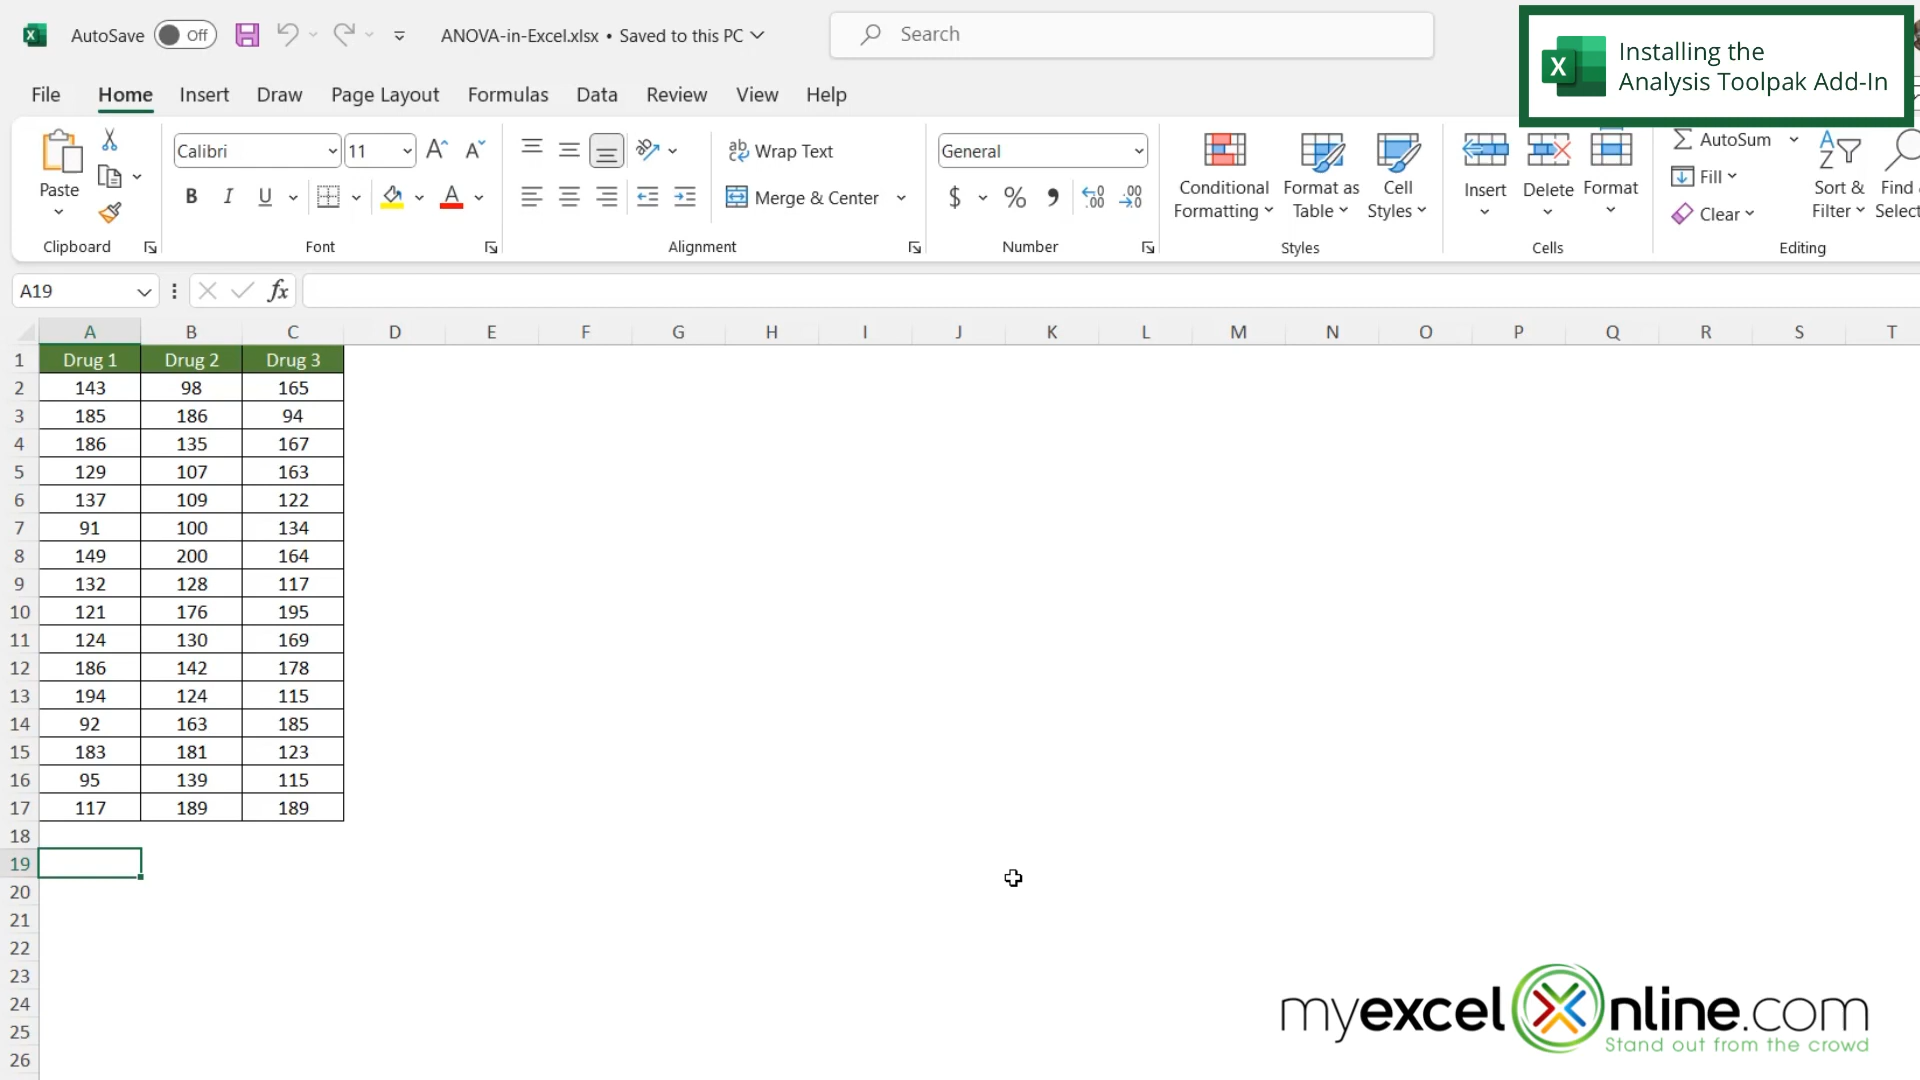 AutoSave Off ANOVA-in-Excel.xlsx • Saved to this PC Search
Installing the
Analysis Toolpak Add-In
File Home Insert Draw Page Layout Formulas Data Review View Help
Paste
Clipboard
Calibri 11
B I U A
Font
ab Wrap Text
Merge & Center
Alignment
General
$ % 9 .00 .00
Number
Conditional
Formatting
Format as
Table
Cell
Styles
Styles
Insert Delete Format
Cells
AutoSum
Fill
Clear
Sort &
Filter
Find
Select
Editing
A19 fx
A B C D E F G H I J K L M N O P Q R S T
1 Drug 1 Drug 2 Drug 3
2 143 98 165
3 185 186 94
4 186 135 167
5 129 107 163
6 137 109 122
7 91 100 134
8 149 200 164
9 132 128 117
10 121 176 195
11 124 130 169
12 186 142 178
13 194 124 115
14 92 163 185
15 183 181 123
16 95 139 115
17 117 189 189
18
19
20
21
22
23
24
25
26
myexcelOnline.com
Stand out from the crowd